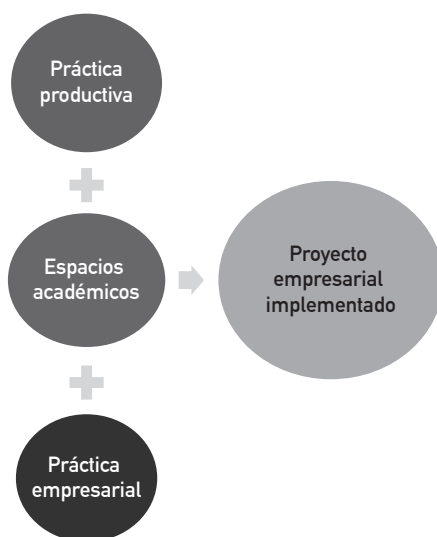 Práctica
productiva
Espacios
académicos
Proyecto
empresarial
implementado
Práctica
empresarial